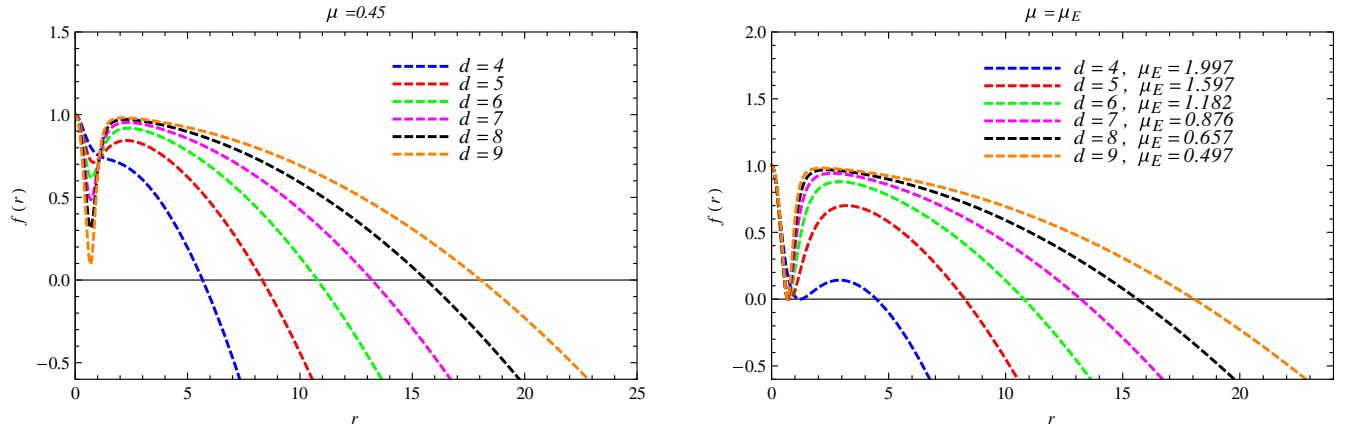 μ =0.45
1.5
1.0
0.5
0.0
−0.5
f (r)
d = 4
d = 5
d = 6
d = 7
d = 8
d = 9
0 5 10 15 20 25
r
μ = μE
2.0
1.5
1.0
0.5
0.0
−0.5
f (r)
d = 4 , μE = 1.997
d = 5 , μE = 1.597
d = 6 , μE = 1.182
d = 7 , μE = 0.876
d = 8 , μE = 0.657
d = 9 , μE = 0.497
0 5 10 15 20
r